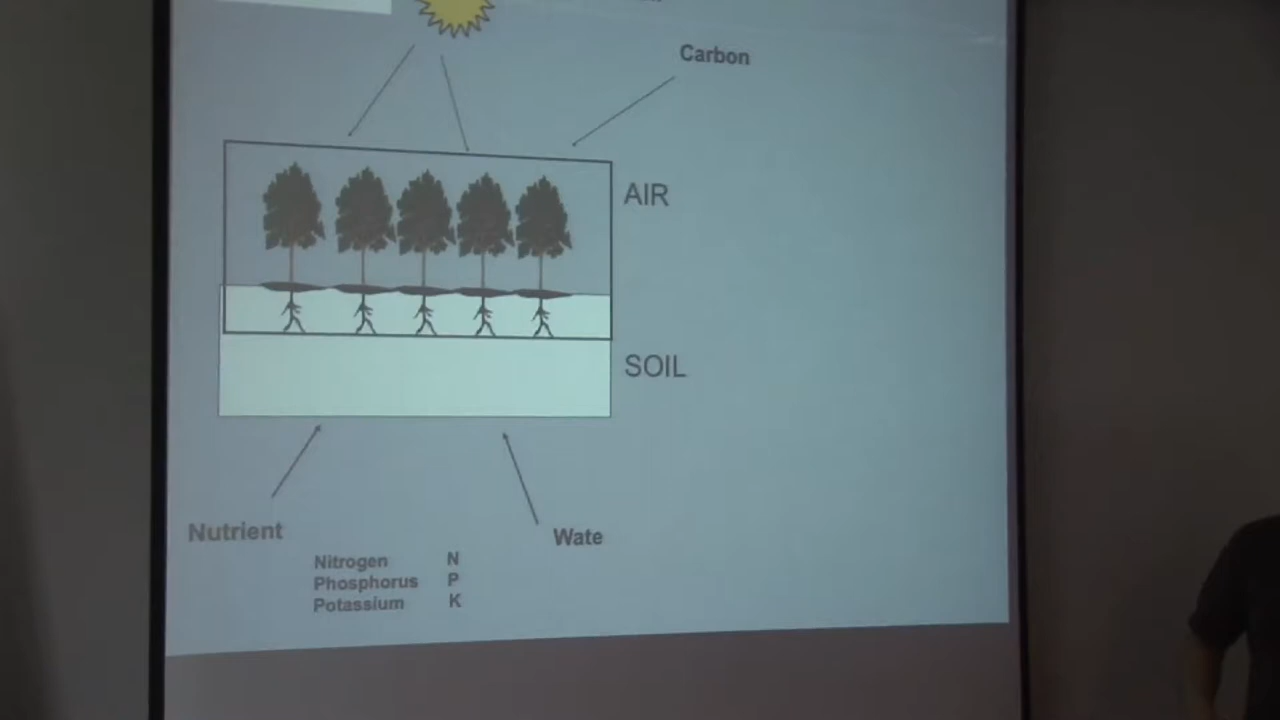 Carbon
AIR
SOIL
Nutrient
Wate
Nitrogen N
Phosphorus P
Potassium K